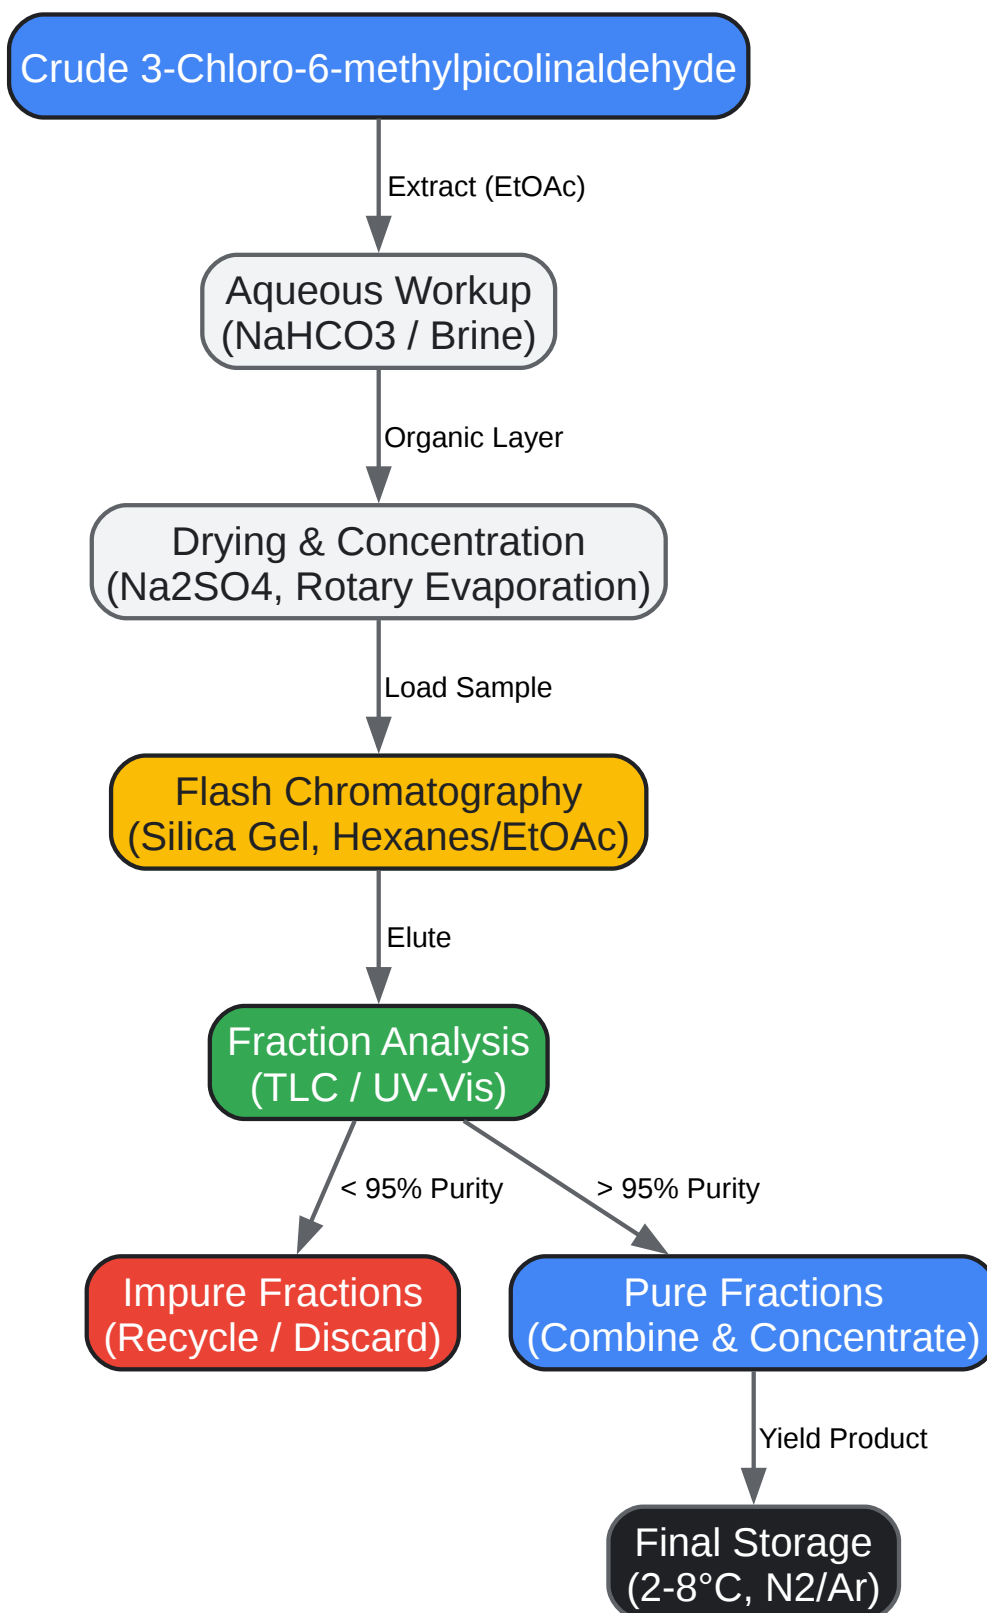 Crude 3-Chloro-6-methylpicolinaldehyde
Extract (EtOAc)
Aqueous Workup
(NaHCO3 / Brine)
Organic Layer
Drying & Concentration
(Na2SO4, Rotary Evaporation)
Load Sample
Flash Chromatography
(Silica Gel, Hexanes/EtOAc)
Elute
Fraction Analysis
(TLC / UV-Vis)
< 95% Purity
> 95% Purity
Impure Fractions
(Recycle / Discard)
Pure Fractions
(Combine & Concentrate)
Yield Product
Final Storage
(2-8°C, N2/Ar)